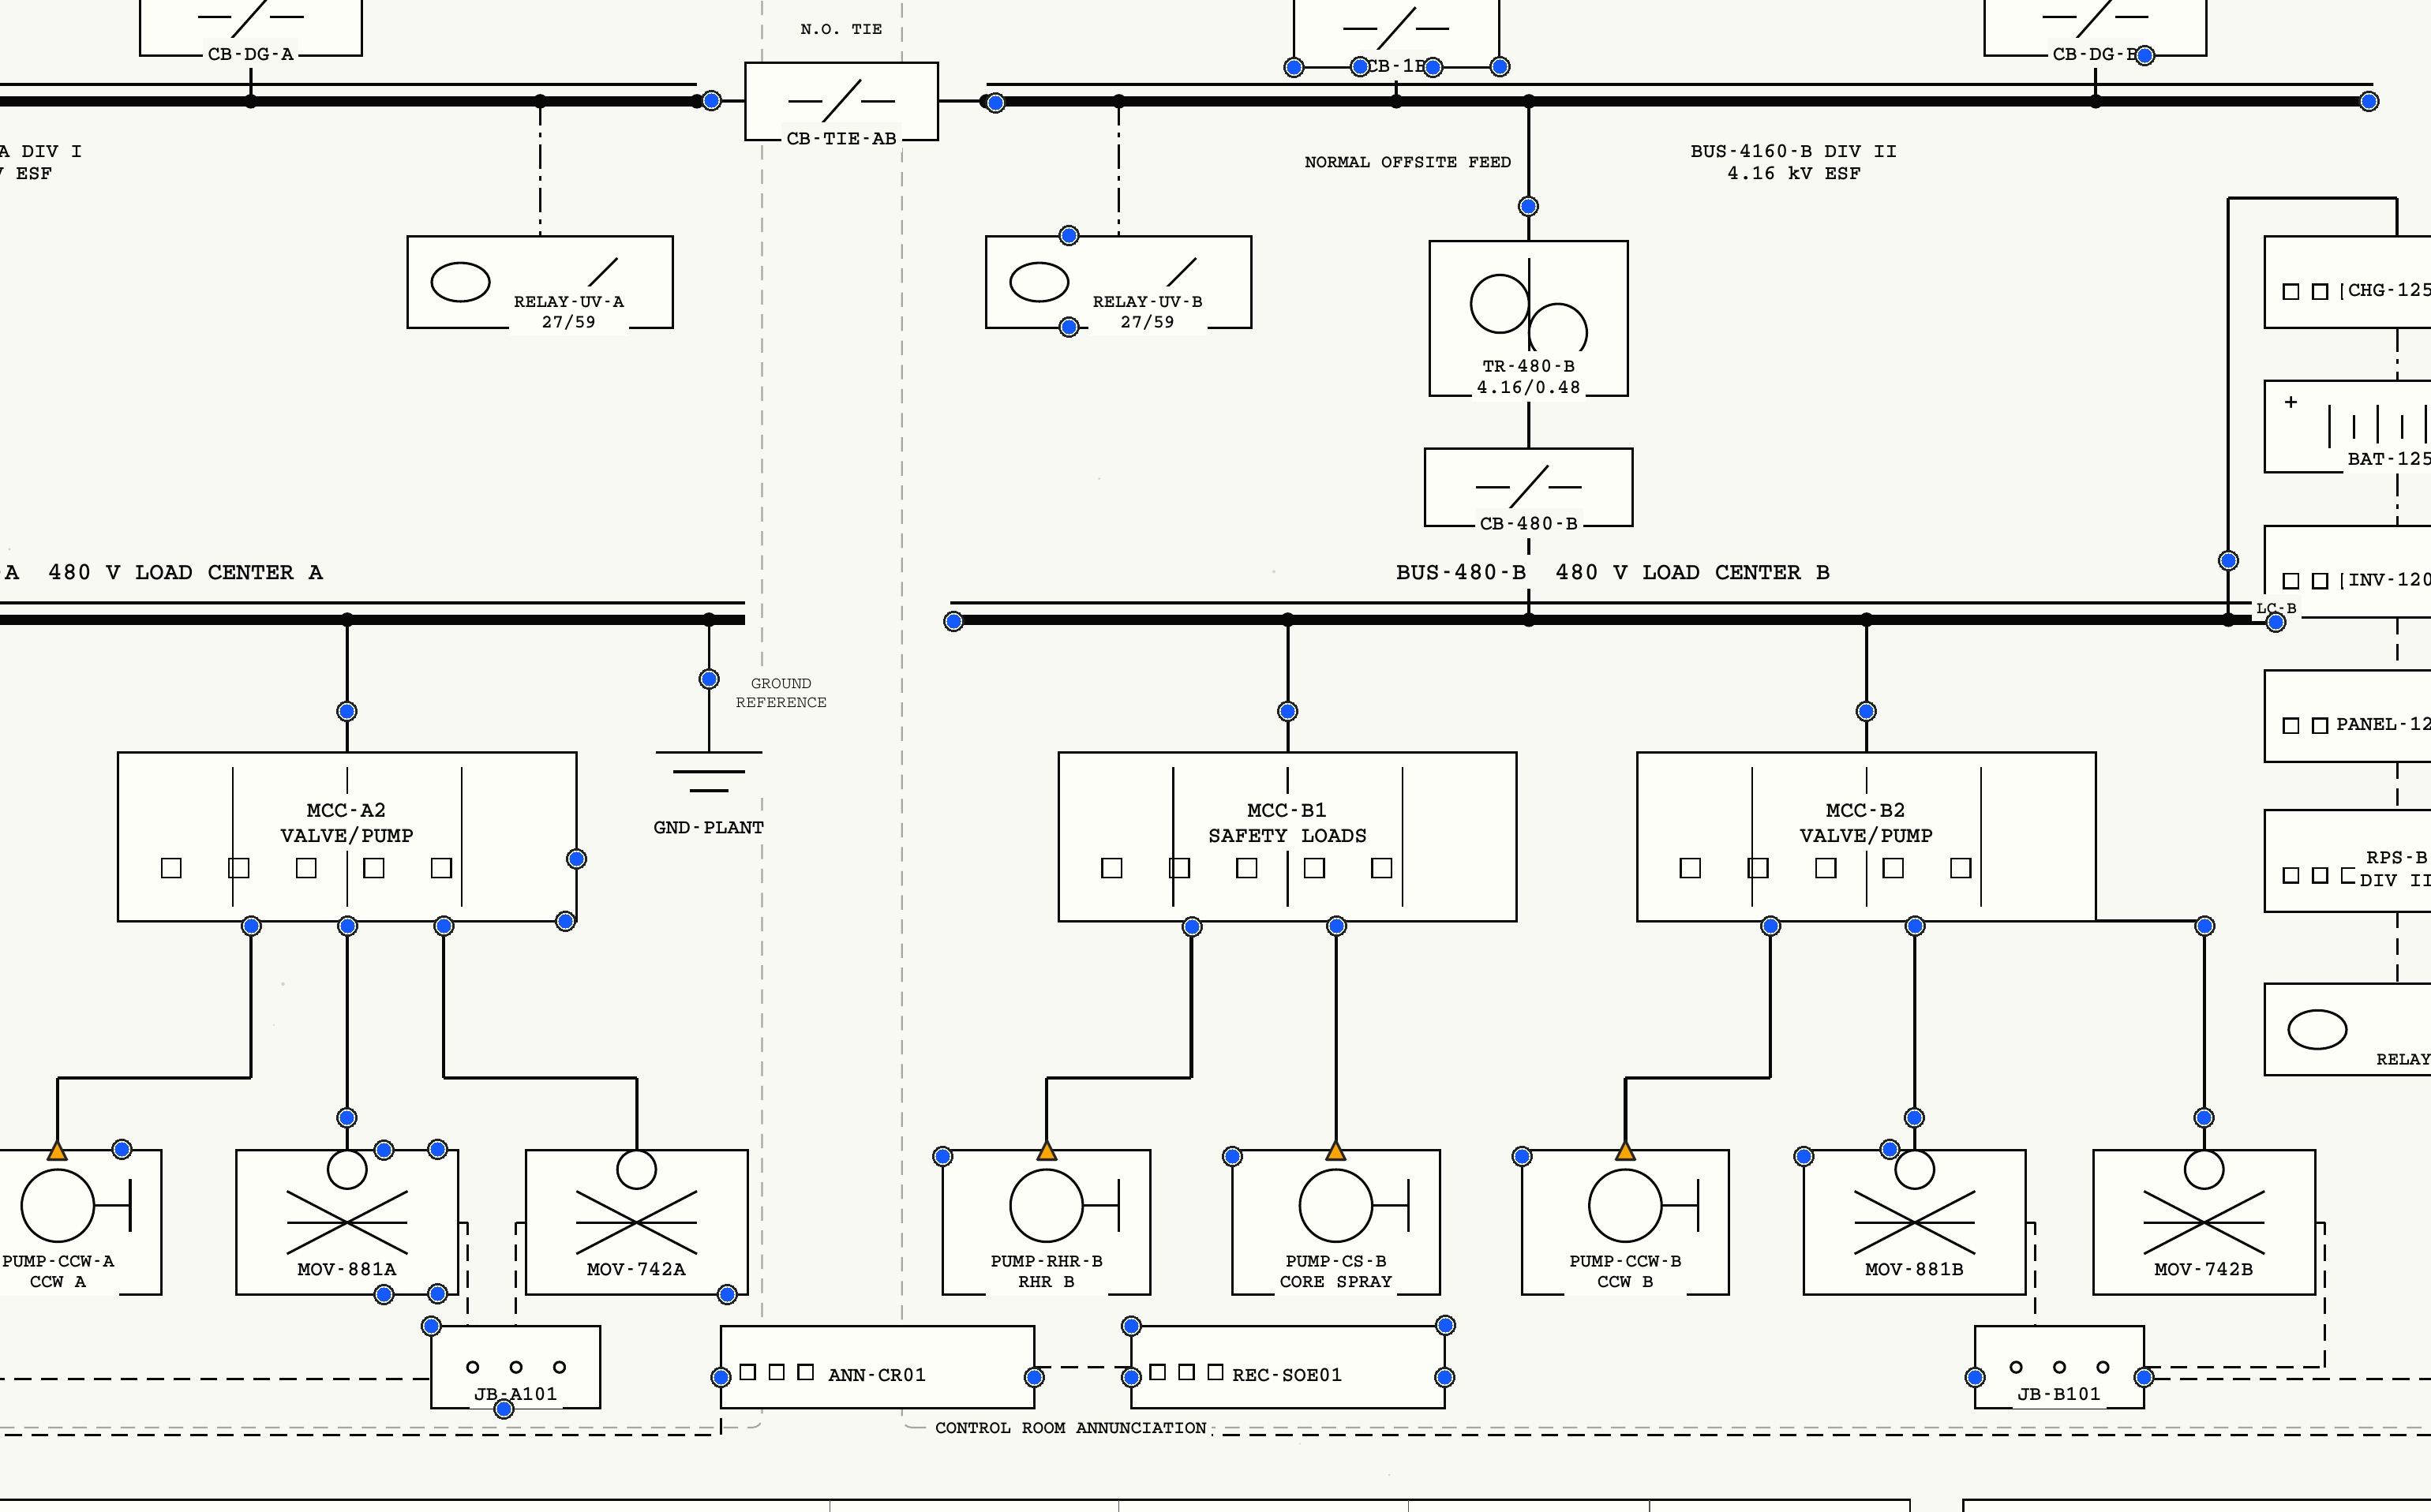 N.O. TIE
CB-DG-A
CB-1B
CB-DG-B
CB-TIE-AB
A DIV I
V ESF
NORMAL OFFSITE FEED
BUS-4160-B DIV II
4.16 kV ESF
RELAY-UV-A
27/59
RELAY-UV-B
27/59
CHG-125
TR-480-B
4.16/0.48
+
BAT-125
CB-480-B
-A 480 V LOAD CENTER A
BUS-480-B 480 V LOAD CENTER B
INV-120
LC-B
GROUND
REFERENCE
PANEL-12
MCC-A2
VALVE/PUMP
GND-PLANT
MCC-B1
SAFETY LOADS
MCC-B2
VALVE/PUMP
RPS-B
DIV II
RELAY
PUMP-CCW-A
CCW A
MOV-881A
MOV-742A
PUMP-RHR-B
RHR B
PUMP-CS-B
CORE SPRAY
PUMP-CCW-B
CCW B
MOV-881B
MOV-742B
JB-A101
ANN-CR01
REC-SOE01
JB-B101
CONTROL ROOM ANNUNCIATION